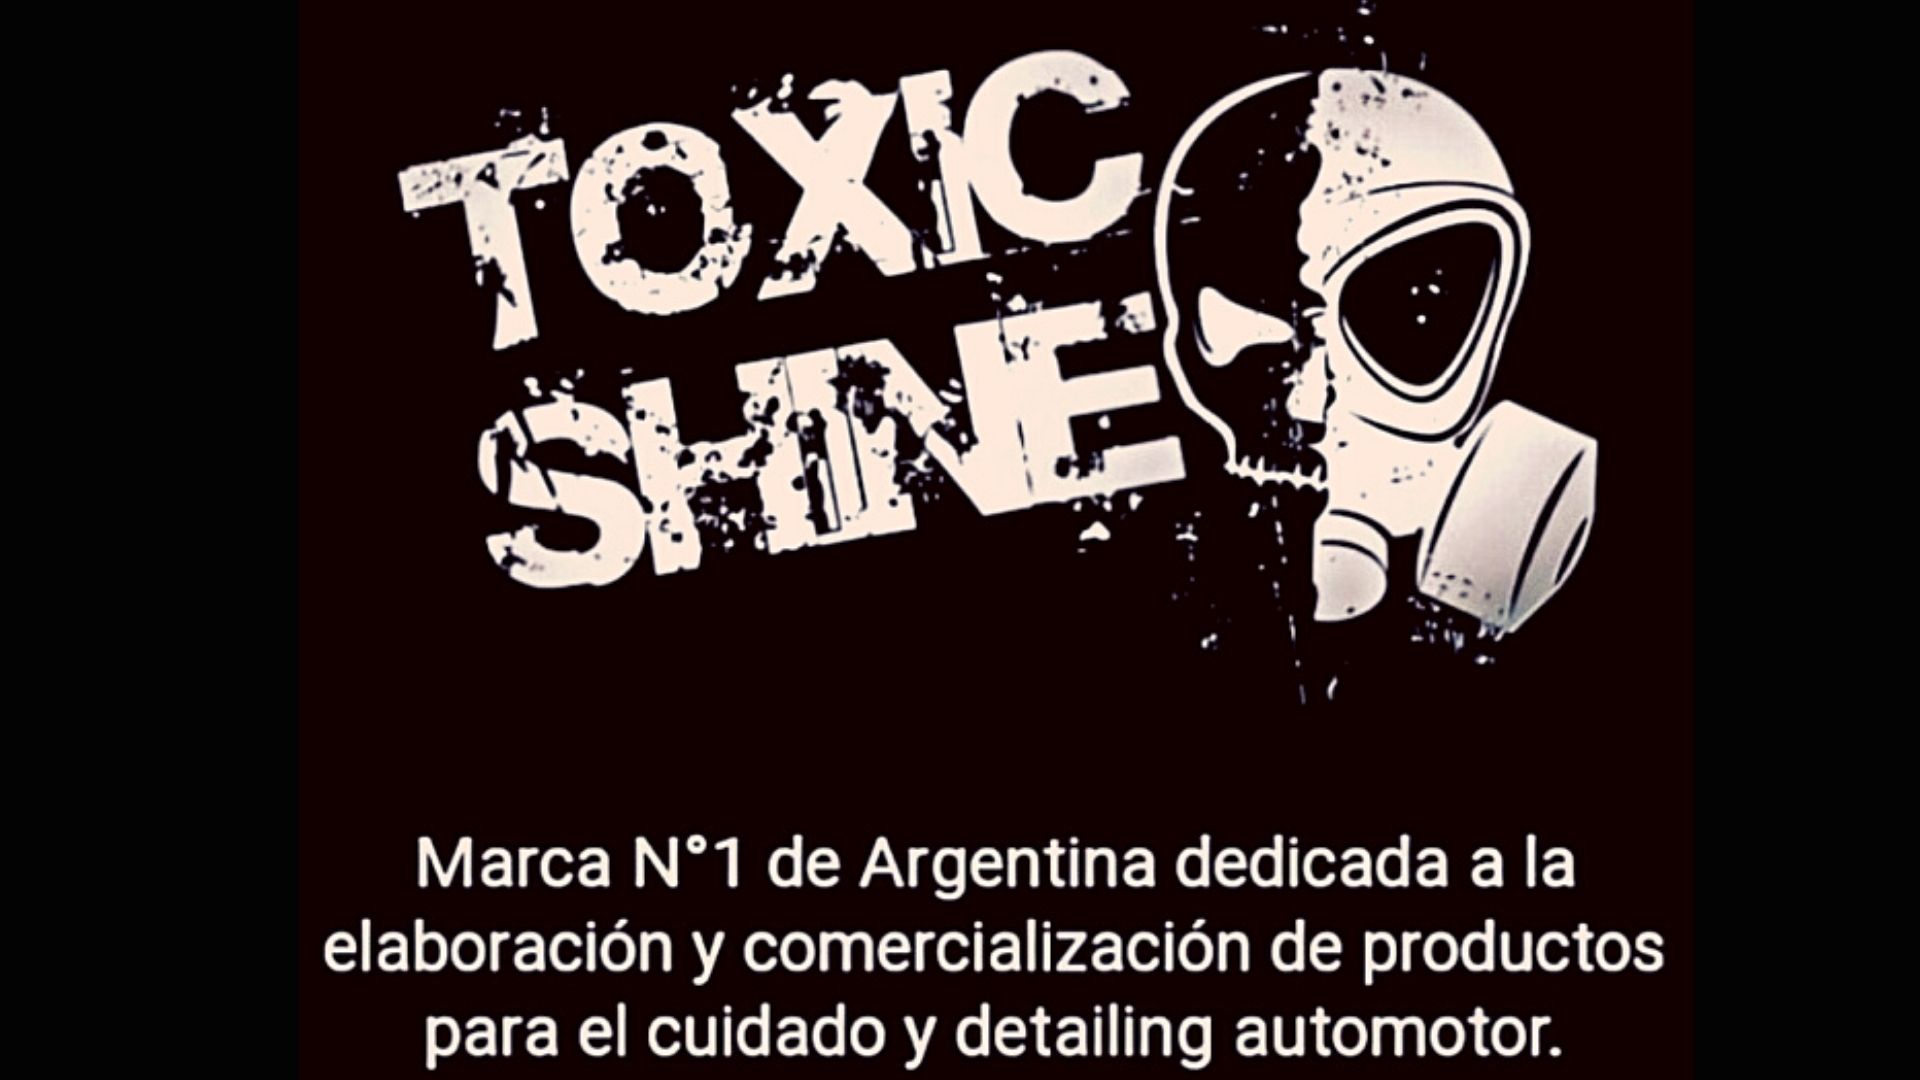 TOXIC
SHINE
Marca N°1 de Argentina dedicada a la
elaboración y comercialización de productos
para el cuidado y detailing automotor.